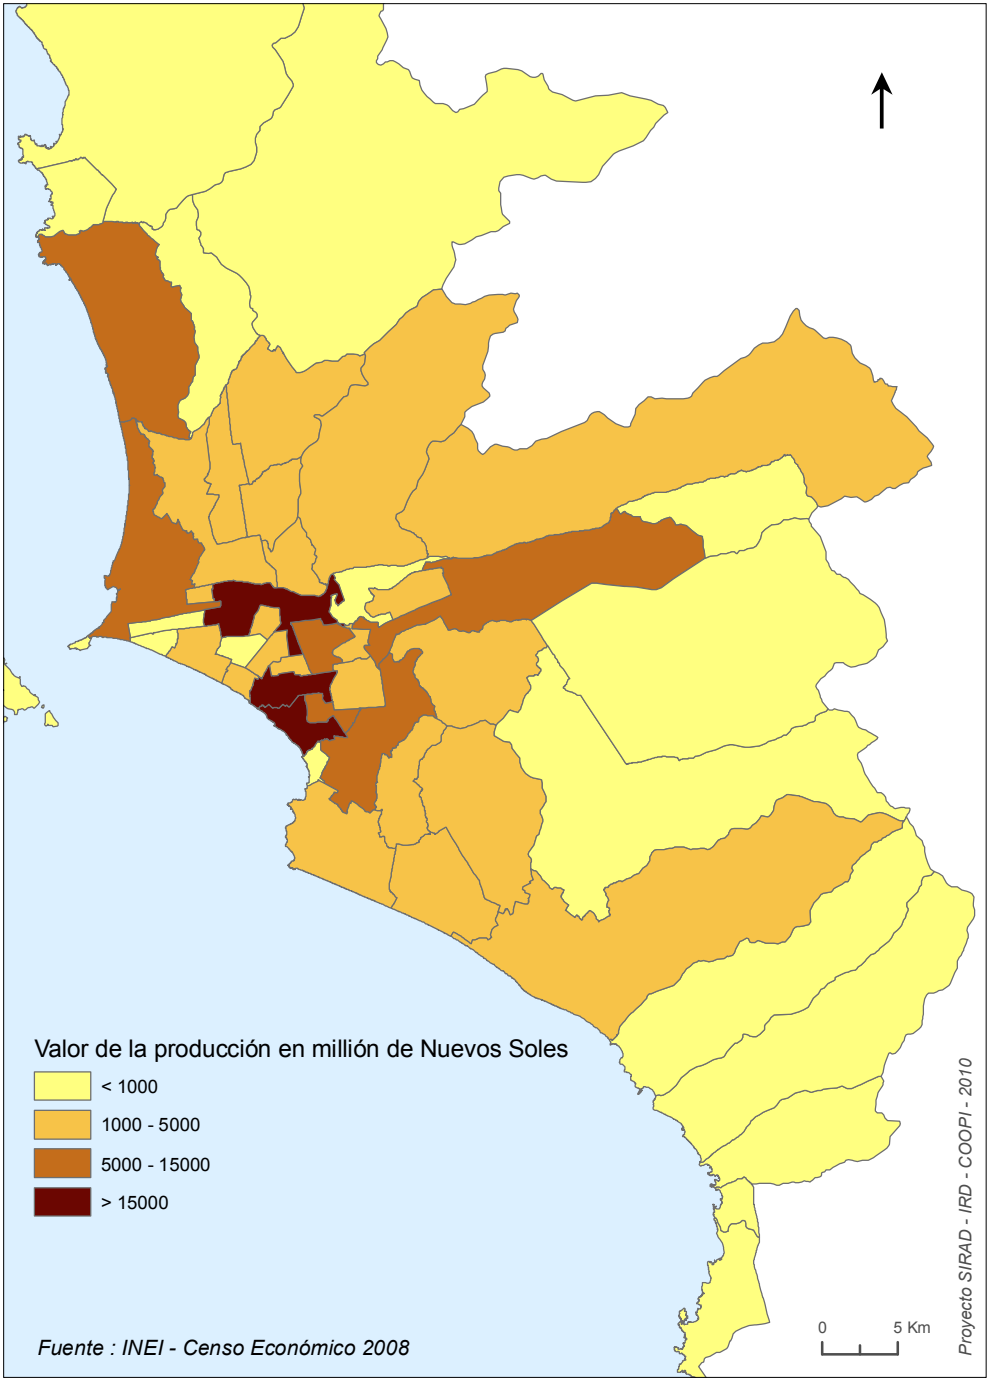 Valor de la producción en millión de Nuevos Soles
< 1000
1000 - 5000
5000 - 15000
> 15000
Fuente : INEI - Censo Económico 2008
0 5 Km
Proyecto SIRAD - IRD - COOPI - 2010